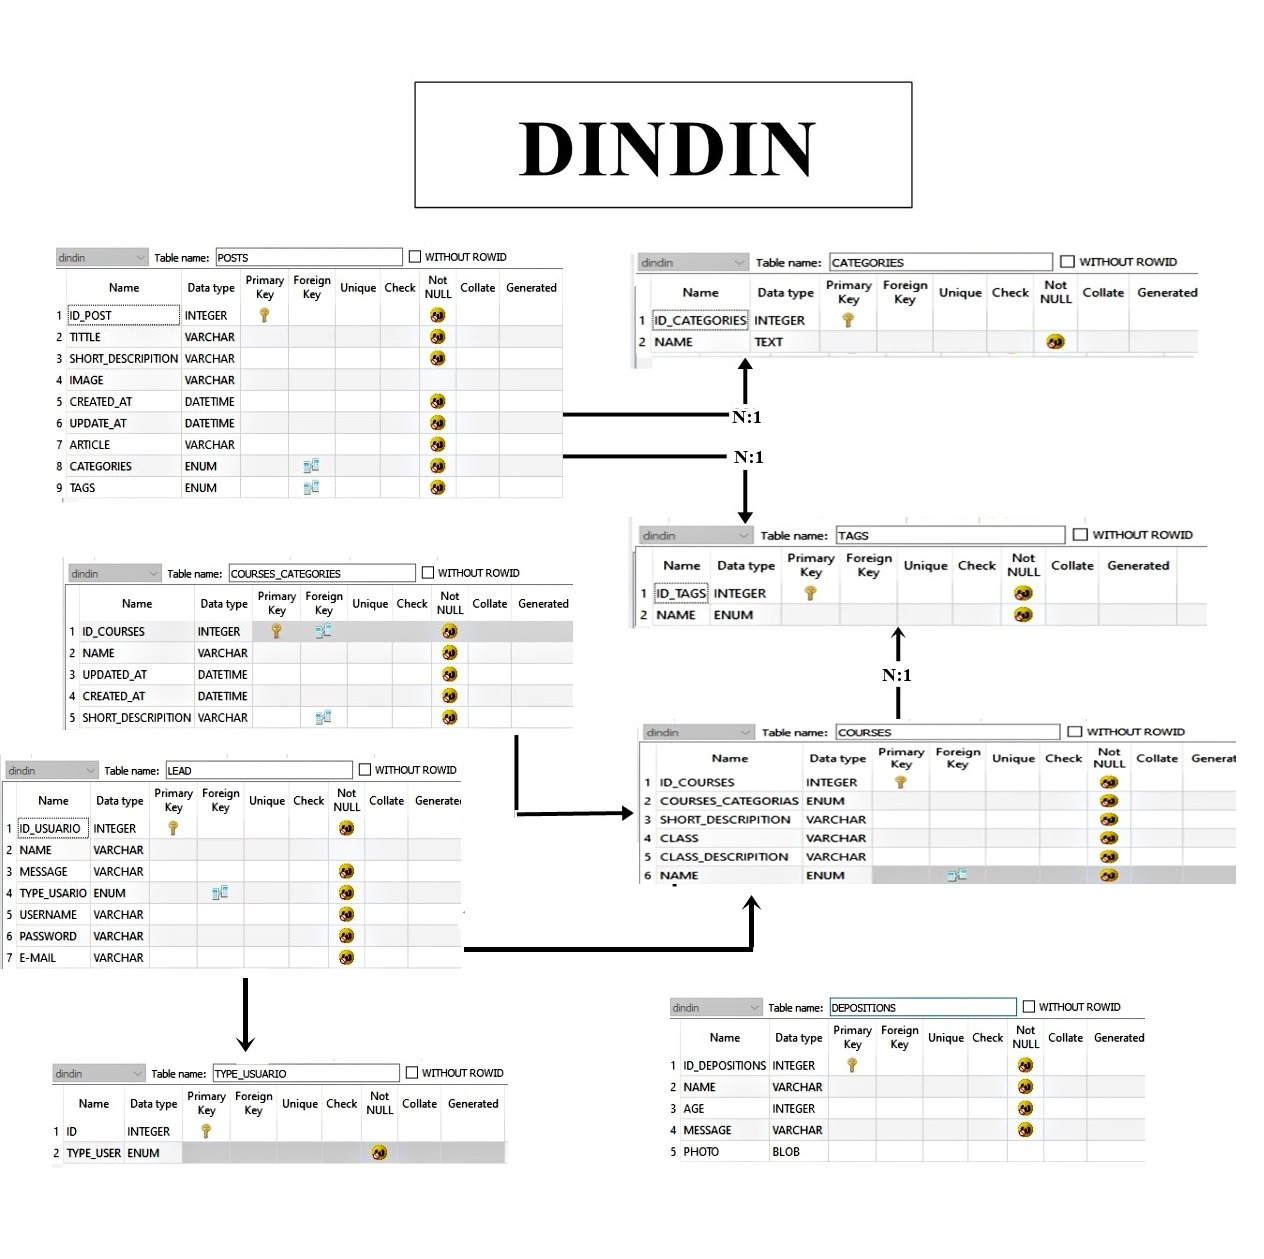 DINDIN
dindin Table name: POSTS WITHOUT ROWID
Name Data type Primary Key Foreign Key Unique Check Not NULL Collate Generated
1 ID_POST INTEGER
2 TITTLE VARCHAR
3 SHORT_DESCRIPITION VARCHAR
4 IMAGE VARCHAR
5 CREATED_AT DATETIME
6 UPDATE_AT DATETIME
7 ARTICLE VARCHAR
8 CATEGORIES ENUM
9 TAGS ENUM
dindin Table name: CATEGORIES WITHOUT ROWID
Name Data type Primary Key Foreign Key Unique Check Not NULL Collate Generated
1 ID_CATEGORIES INTEGER
2 NAME TEXT
N:1
N:1
dindin Table name: TAGS WITHOUT ROWID
Name Data type Primary Key Foreign Key Unique Check Not NULL Collate Generated
1 ID_TAGS INTEGER
2 NAME ENUM
N:1
dindin Table name: COURSES_CATEGORIES WITHOUT ROWID
Name Data type Primary Key Foreign Key Unique Check Not NULL Collate Generated
1 ID_COURSES INTEGER
2 NAME VARCHAR
3 UPDATED_AT DATETIME
4 CREATED_AT DATETIME
5 SHORT_DESCRIPITION VARCHAR
dindin Table name: COURSES WITHOUT ROWID
Name Data type Primary Key Foreign Key Unique Check Not NULL Collate Generat
1 ID_COURSES INTEGER
2 COURSES_CATEGORIAS ENUM
3 SHORT_DESCRIPITION VARCHAR
4 CLASS VARCHAR
5 CLASS_DESCRIPITION VARCHAR
6 NAME ENUM
dindin Table name: LEAD WITHOUT ROWID
Name Data type Primary Key Foreign Key Unique Check Not NULL Collate Generated
1 ID_USUARIO INTEGER
2 NAME VARCHAR
3 MESSAGE VARCHAR
4 TYPE_USARIO ENUM
5 USERNAME VARCHAR
6 PASSWORD VARCHAR
7 E-MAIL VARCHAR
dindin Table name: TYPE_USUARIO WITHOUT ROWID
Name Data type Primary Key Foreign Key Unique Check Not NULL Collate Generated
1 ID INTEGER
2 TYPE_USER ENUM
dindin Table name: DEPOSITIONS WITHOUT ROWID
Name Data type Primary Key Foreign Key Unique Check Not NULL Collate Generated
1 ID_DEPOSITIONS INTEGER
2 NAME VARCHAR
3 AGE INTEGER
4 MESSAGE VARCHAR
5 PHOTO BLOB